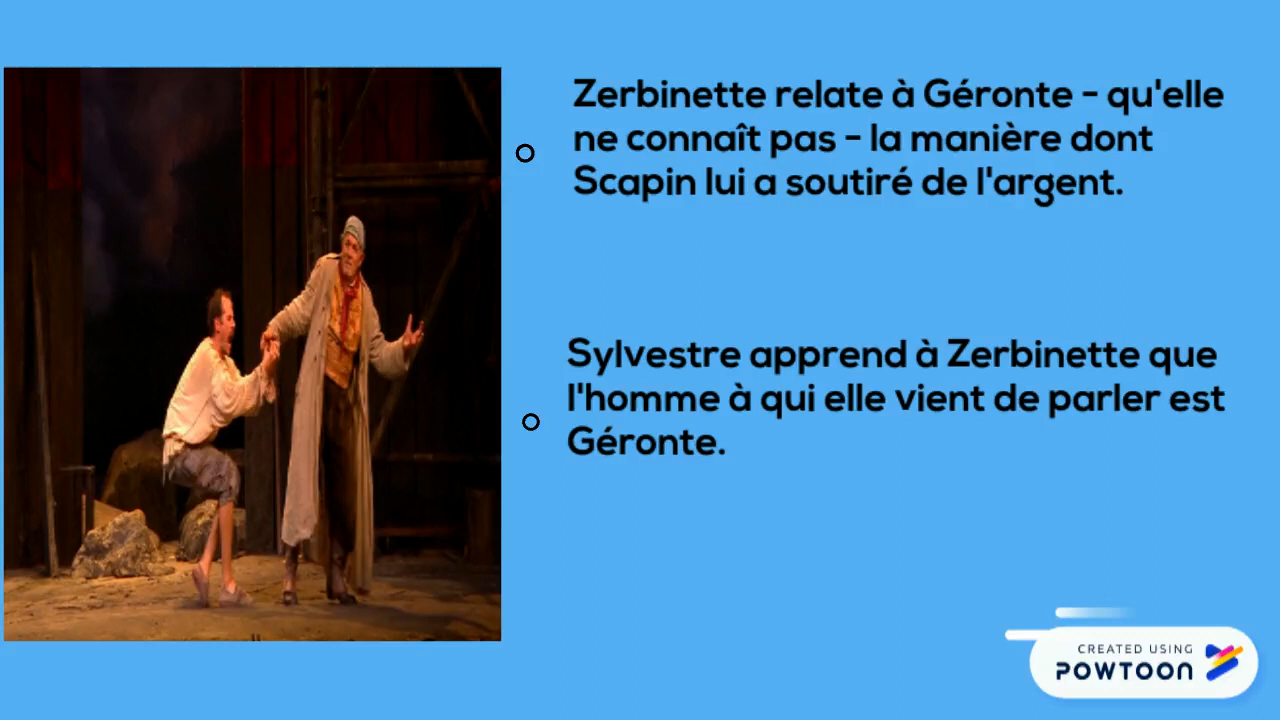 Zerbinette relate à Géronte - qu'elle
ne connaît pas - la manière dont
Scapin lui a soutiré de l'argent.
Sylvestre apprend à Zerbinette que
l'homme à qui elle vient de parler est
Géronte.
CREATED USING
POWTOON